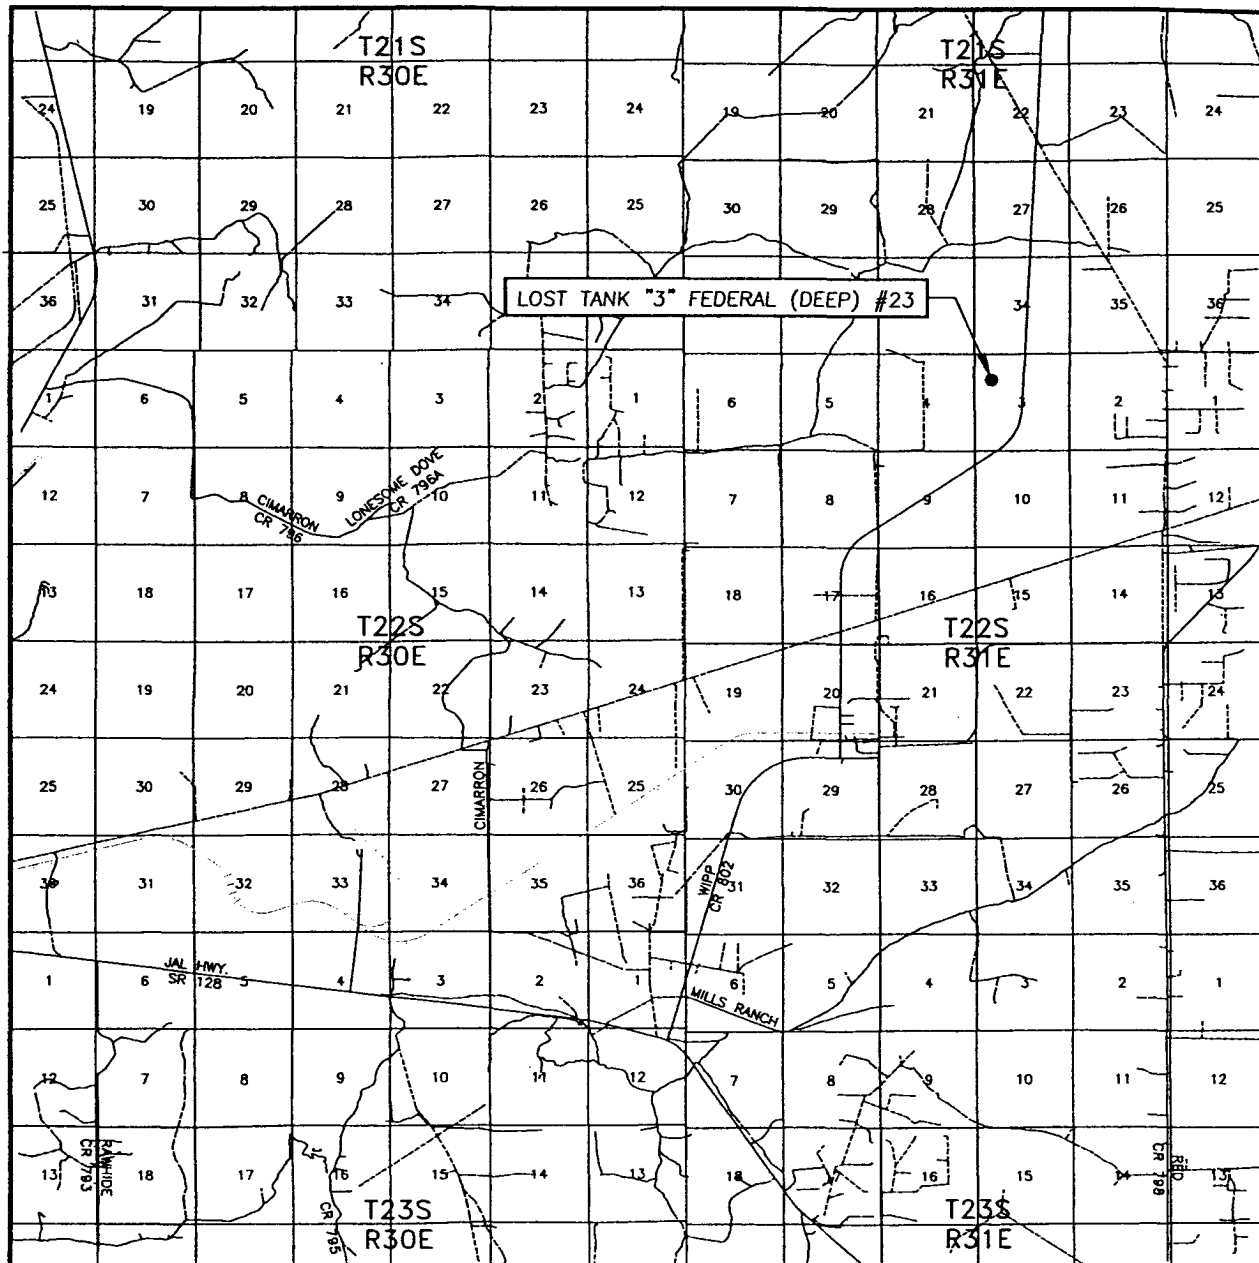 T21S
R30E
T21S
R31E
24 19 20 21 22 23 24 19 20 21 22 23 24
25 30 29 28 27 26 25 30 29 28 27 26 25
36 31 32 33 34 34 35 36
LOST TANK "3" FEDERAL (DEEP) #23
1 6 5 4 3 2 1 6 5 4 3 2 1
12 7 8 9 10 11 12 7 8 9 10 11 12
CIMARRON
CR 796
LONESOME DOVE
CR 796A
13 18 17 16 15 14 13 18 17 16 15 14 13
T22S
R30E
T22S
R31E
24 19 20 21 22 23 24 19 20 21 22 23 24
25 30 29 28 27 26 25 30 29 28 27 26 25
CIMARRON
36 31 32 33 34 35 36 31 32 33 34 35 36
WIPP
CR 802
1 6 5 4 3 2 1 6 5 4 3 2 1
JAL HWY.
SR 128
MILLS RANCH
12 7 8 9 10 11 12 7 8 9 10 11 12
13 18 17 16 15 14 13 18 16 15 14 13
RAWHIDE
CR 793
CR 795
RED
CR 798
T23S
R30E
T23S
R31E